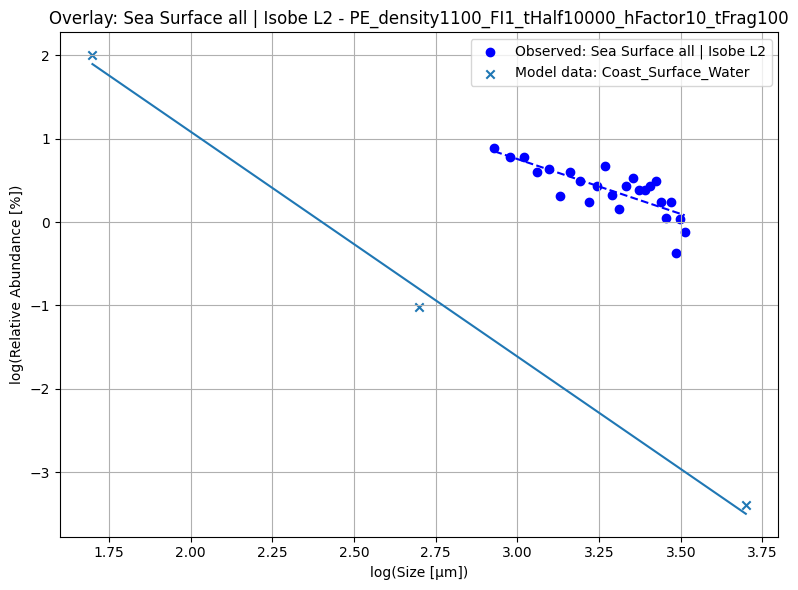 Overlay: Sea Surface all | Isobe L2 - PE_density1100_FI1_tHalf10000_hFactor10_tFrag100
Observed: Sea Surface all | Isobe L2
Model data: Coast_Surface_Water
log(Relative Abundance [%])
2
1
0
−1
−2
−3
1.75 2.00 2.25 2.50 2.75 3.00 3.25 3.50 3.75
log(Size [µm])